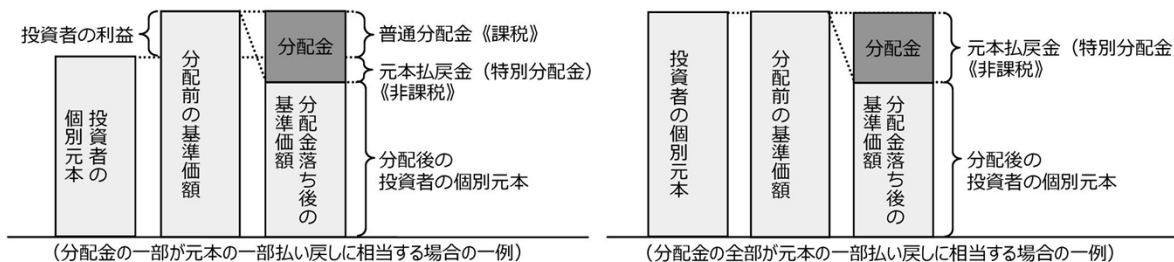 投資者の利益
投資者の
個別元本
分配前の基準価額
分配金
分配金落ち後の
基準価額
普通分配金《課税》
元本払戻金（特別分配金）
《非課税》
分配後の
投資者の個別元本
（分配金の一部が元本の一部払い戻しに相当する場合の一例）
投資者の個別元本
分配前の基準価額
分配金
分配金落ち後の
基準価額
元本払戻金（特別分配金）
《非課税》
分配後の
投資者の個別元本
（分配金の全部が元本の一部払い戻しに相当する場合の一例）